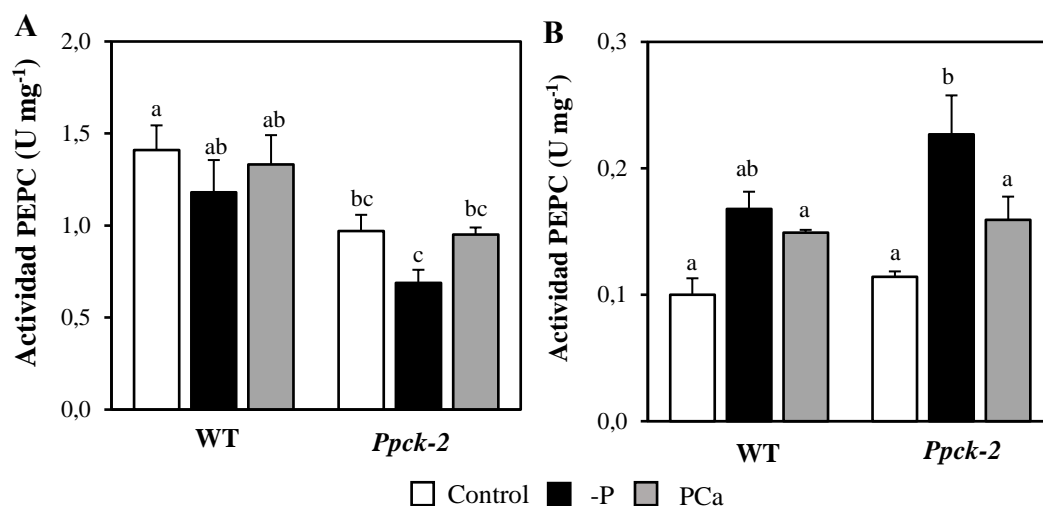 A
Actividad PEPC (U mg-1)
2,0
1,5
1,0
0,5
0,0
a
ab
ab
bc
c
bc
WT
Ppck-2
B
Actividad PEPC (U mg-1)
0,3
0,2
0,1
0,0
a
ab
a
a
b
a
WT
Ppck-2
Control
-P
PCa